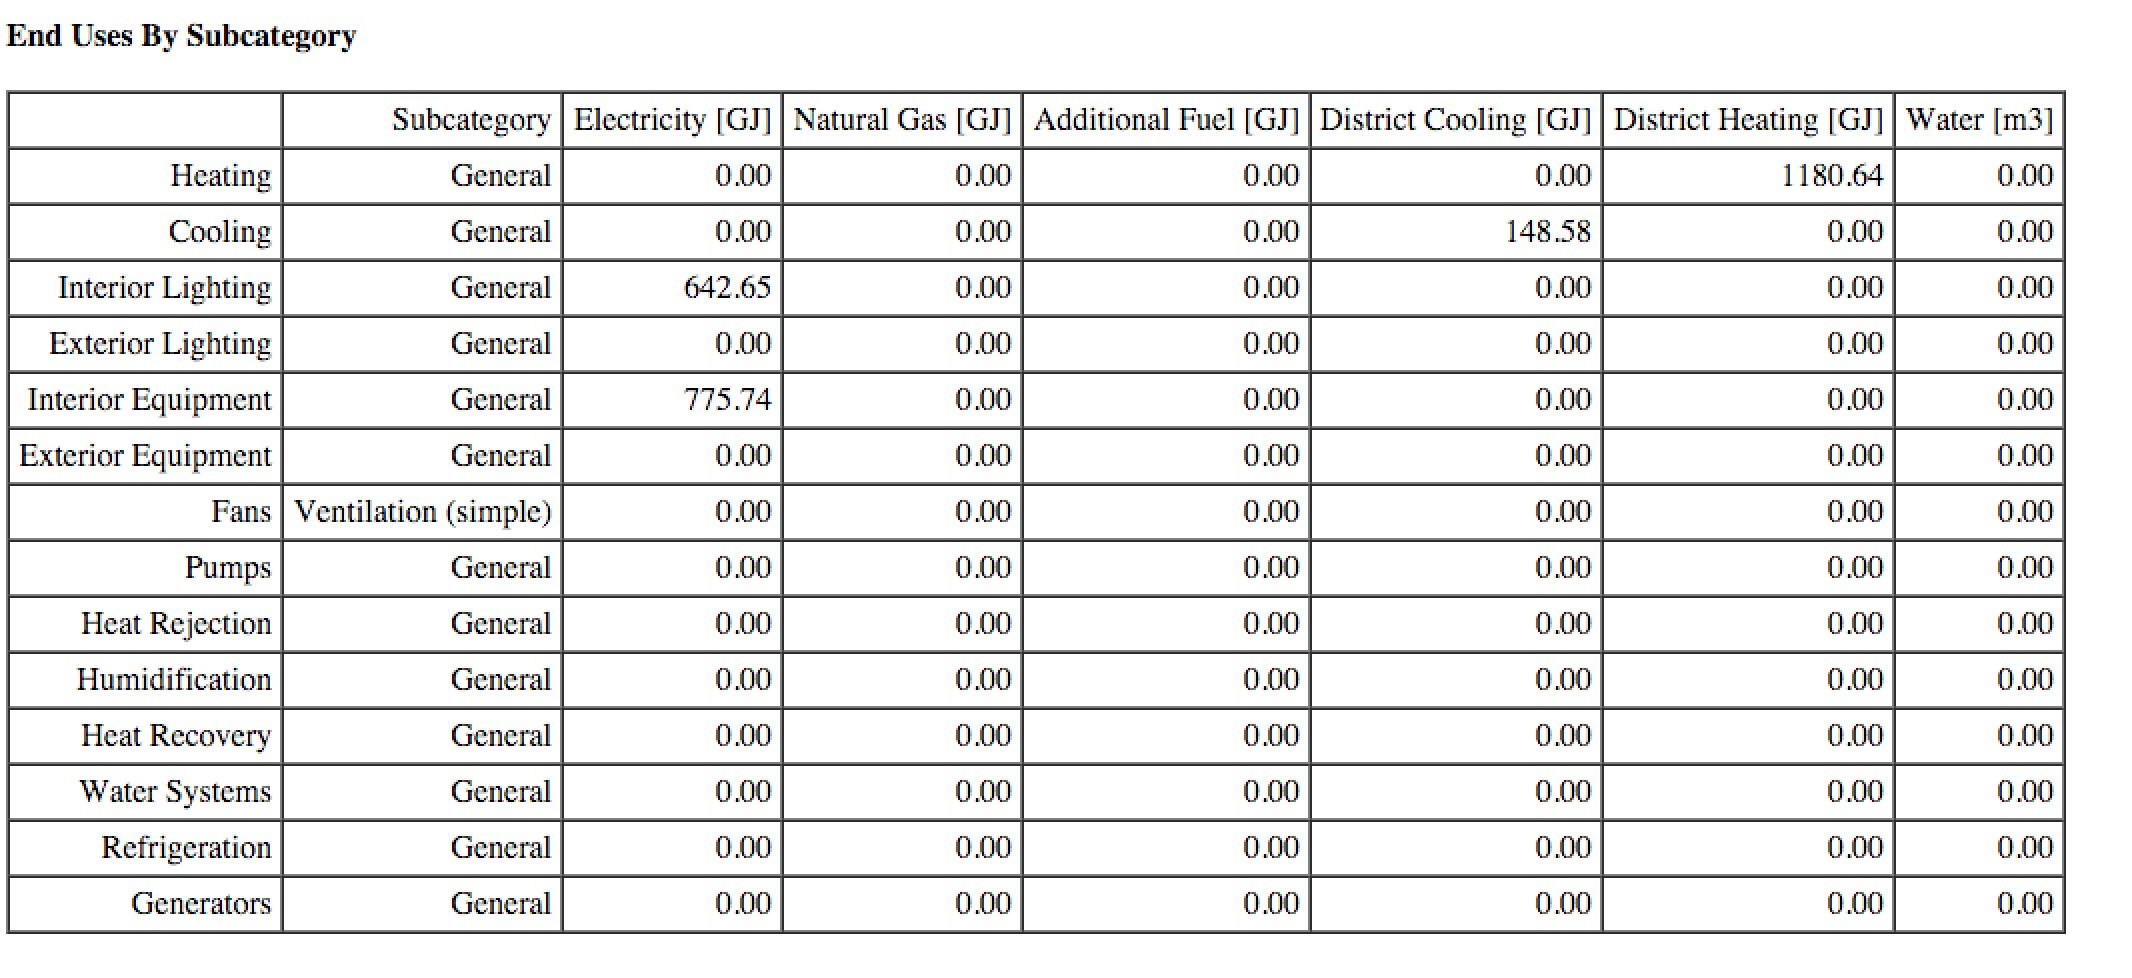 End Uses By Subcategory
Subcategory Electricity [GJ] Natural Gas [GJ] Additional Fuel [GJ] District Cooling [GJ] District Heating [GJ] Water [m3]
Heating General 0.00 0.00 0.00 0.00 1180.64 0.00
Cooling General 0.00 0.00 0.00 148.58 0.00 0.00
Interior Lighting General 642.65 0.00 0.00 0.00 0.00 0.00
Exterior Lighting General 0.00 0.00 0.00 0.00 0.00 0.00
Interior Equipment General 775.74 0.00 0.00 0.00 0.00 0.00
Exterior Equipment General 0.00 0.00 0.00 0.00 0.00 0.00
Fans Ventilation (simple) 0.00 0.00 0.00 0.00 0.00 0.00
Pumps General 0.00 0.00 0.00 0.00 0.00 0.00
Heat Rejection General 0.00 0.00 0.00 0.00 0.00 0.00
Humidification General 0.00 0.00 0.00 0.00 0.00 0.00
Heat Recovery General 0.00 0.00 0.00 0.00 0.00 0.00
Water Systems General 0.00 0.00 0.00 0.00 0.00 0.00
Refrigeration General 0.00 0.00 0.00 0.00 0.00 0.00
Generators General 0.00 0.00 0.00 0.00 0.00 0.00